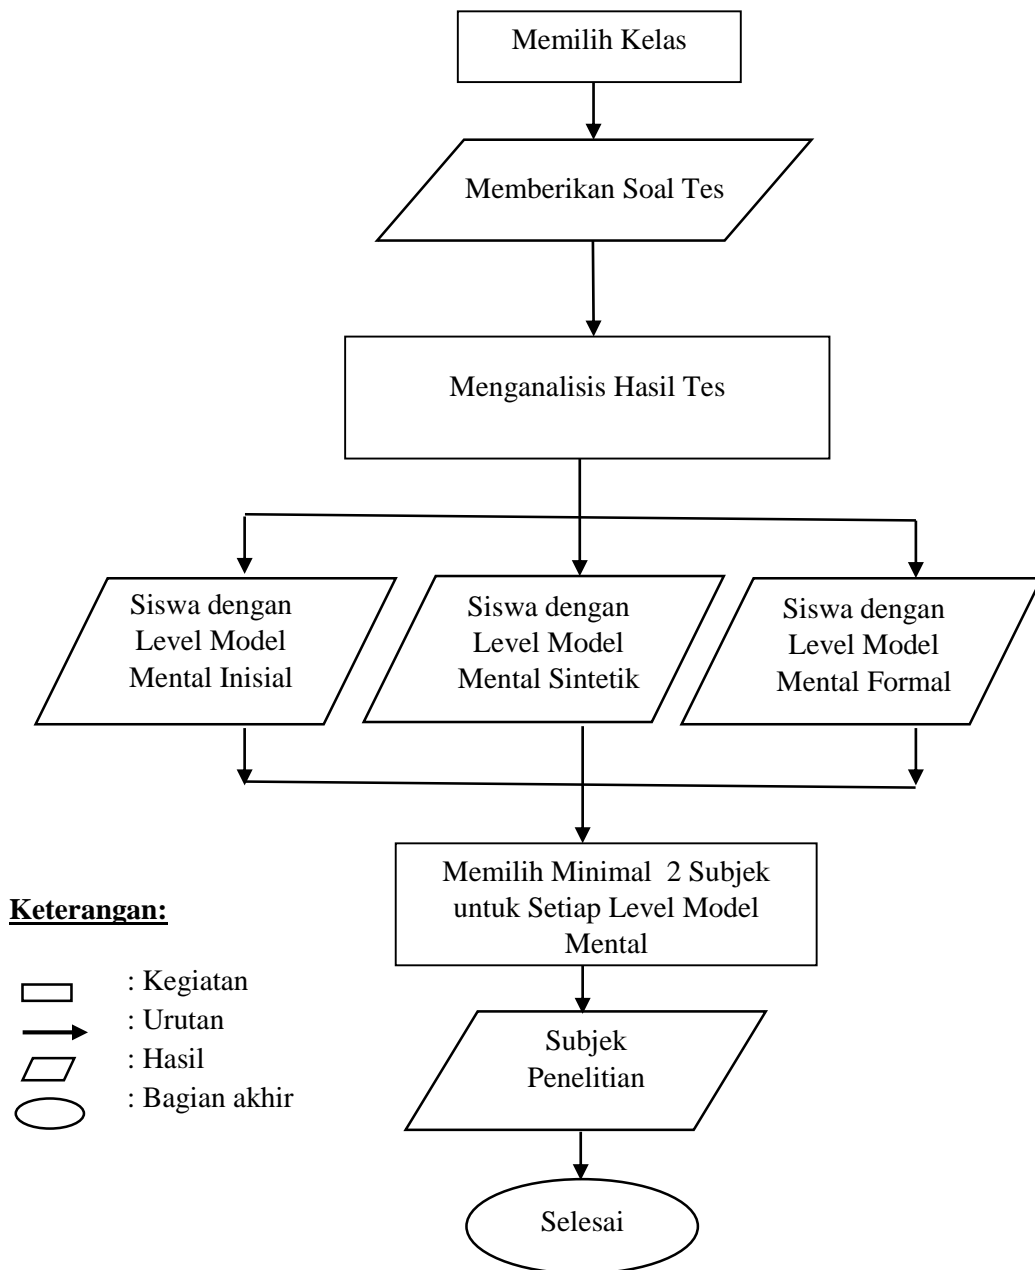 Memilih Kelas
Memberikan Soal Tes
Menganalisis Hasil Tes
Siswa dengan
Level Model
Mental Inisial
Siswa dengan
Level Model
Mental Sintetik
Siswa dengan
Level Model
Mental Formal
Memilih Minimal 2 Subjek
untuk Setiap Level Model
Mental
Keterangan:
: Kegiatan
: Urutan
: Hasil
: Bagian akhir
Subjek
Penelitian
Selesai